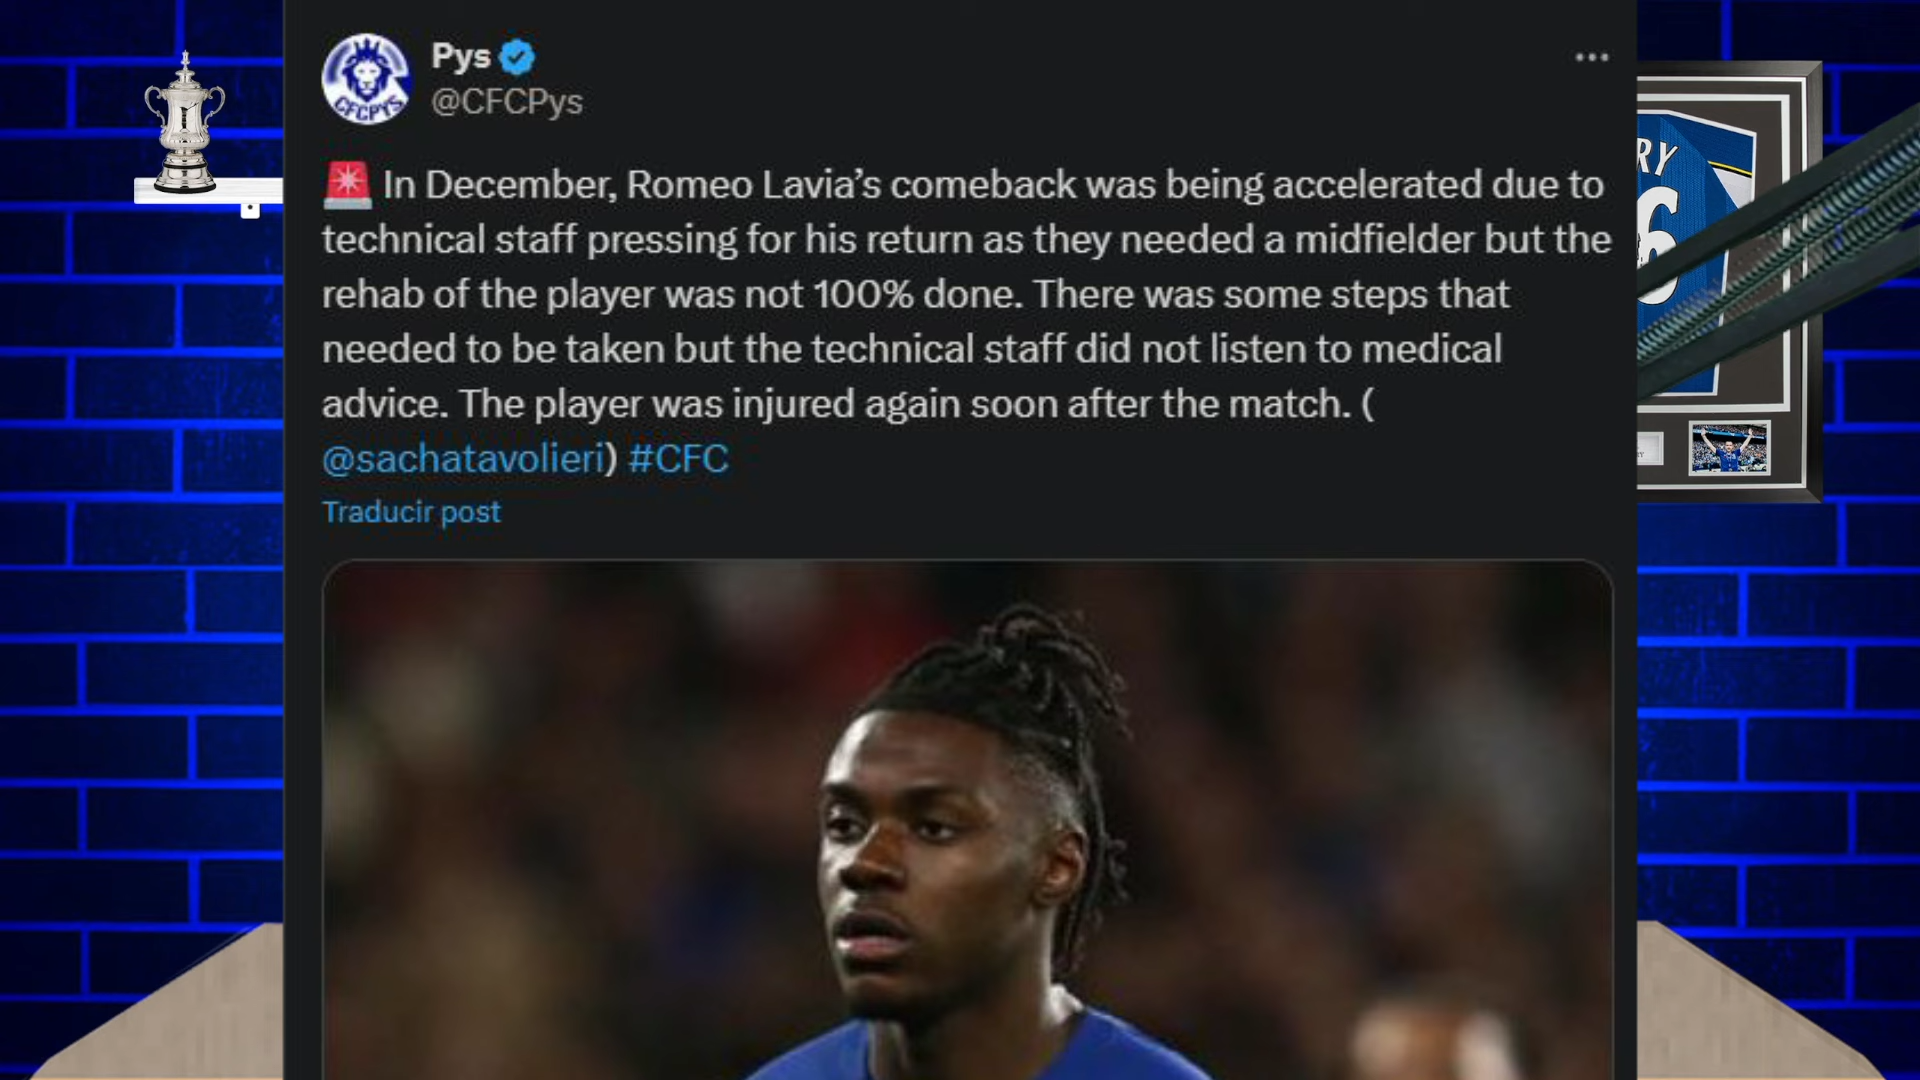 Pys
@CFCPys
CFCPYS
In December, Romeo Lavia’s comeback was being accelerated due to
technical staff pressing for his return as they needed a midfielder but the
rehab of the player was not 100% done. There was some steps that
needed to be taken but the technical staff did not listen to medical
advice. The player was injured again soon after the match. (
@sachatavolieri) #CFC
Traducir post
RY
6